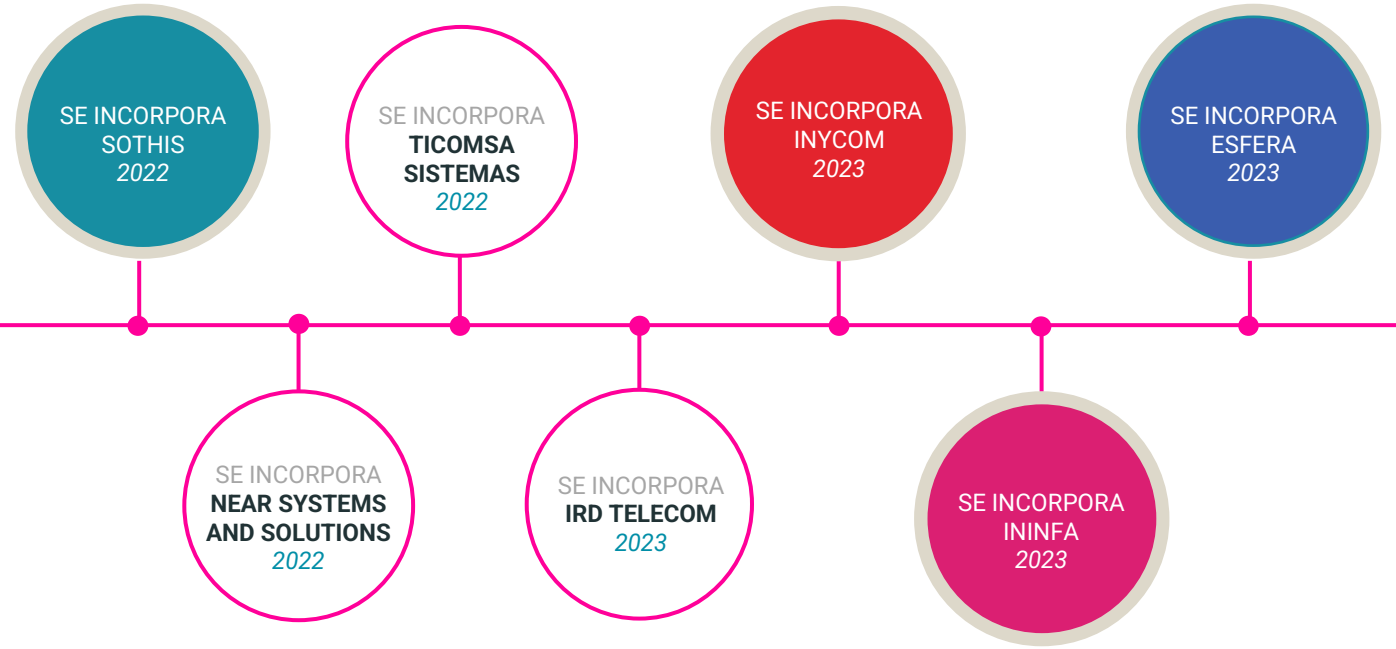 SE INCORPORA
SOTHIS
2022
SE INCORPORA
NEAR SYSTEMS
AND SOLUTIONS
2022
SE INCORPORA
TICOMSA
SISTEMAS
2022
SE INCORPORA
IRD TELECOM
2023
SE INCORPORA
INYCOM
2023
SE INCORPORA
ININFA
2023
SE INCORPORA
ESFERA
2023